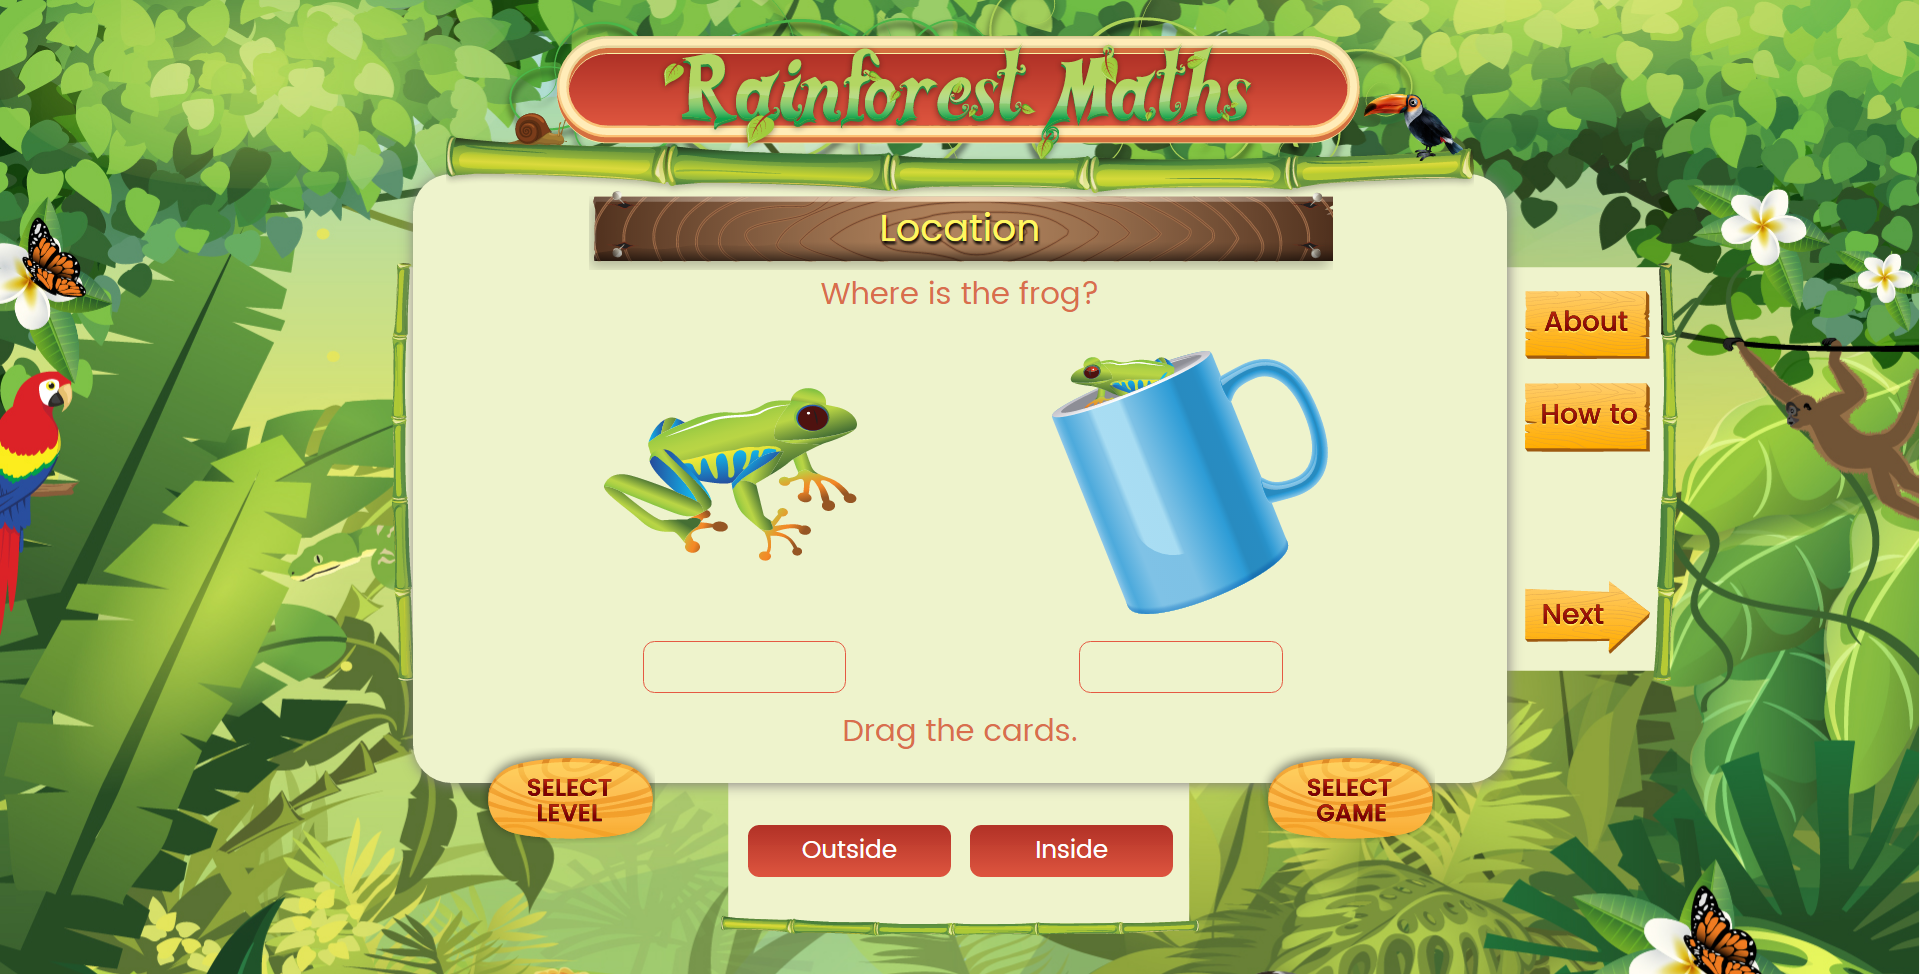 Rainforest Maths
Location
Where is the frog?
About
How to
Next
Drag the cards.
SELECT
LEVEL
SELECT
GAME
Outside
Inside